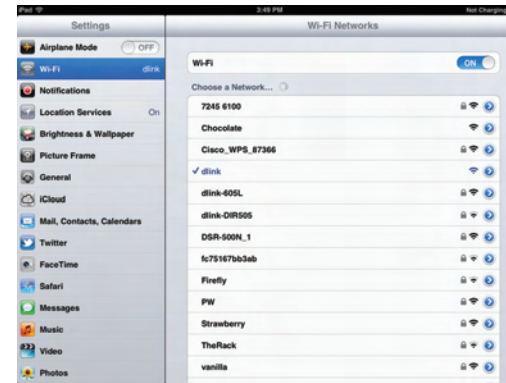 iPad 3:49 PM Not Charging
Settings
Wi-Fi Networks
Airplane Mode OFF
Wi-Fi dlink
Notifications
Location Services On
Brightness & Wallpaper
Picture Frame
General
iCloud
Mail, Contacts, Calendars
Twitter
FaceTime
Safari
Messages
Music
Video
Photos
Wi-Fi ON
Choose a Network...
7245 6100
Chocolate
Cisco_WPS_87366
✓ dlink
dlink-605L
dlink-DIR505
DSR-500N_1
fc75167bb3ab
Firefly
PW
Strawberry
TheRack
vanilla